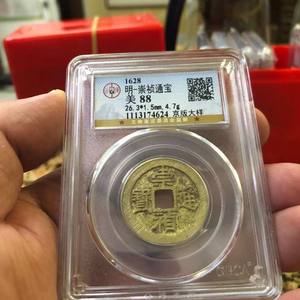 1628
明-崇祯通宝
美 88
26.3*1.5mm, 4.7g
1113174624 京版大样
崇
寶 通
禎